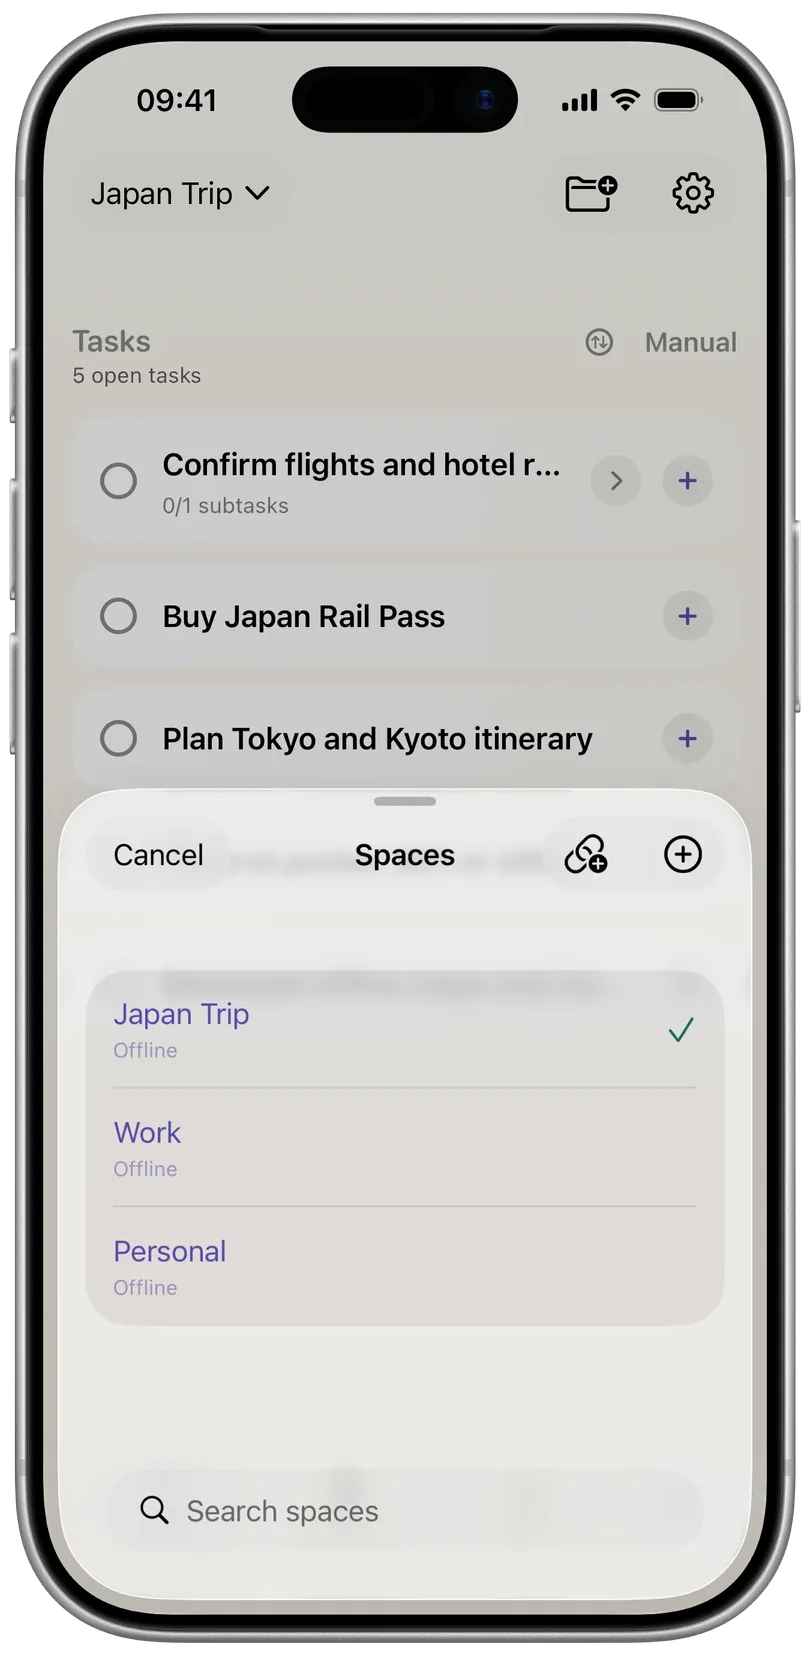 09:41
Japan Trip
Tasks
Manual
5 open tasks
Confirm flights and hotel r...
0/1 subtasks
Buy Japan Rail Pass
Plan Tokyo and Kyoto itinerary
Cancel
Spaces
Japan Trip
Offline
Work
Offline
Personal
Offline
Search spaces